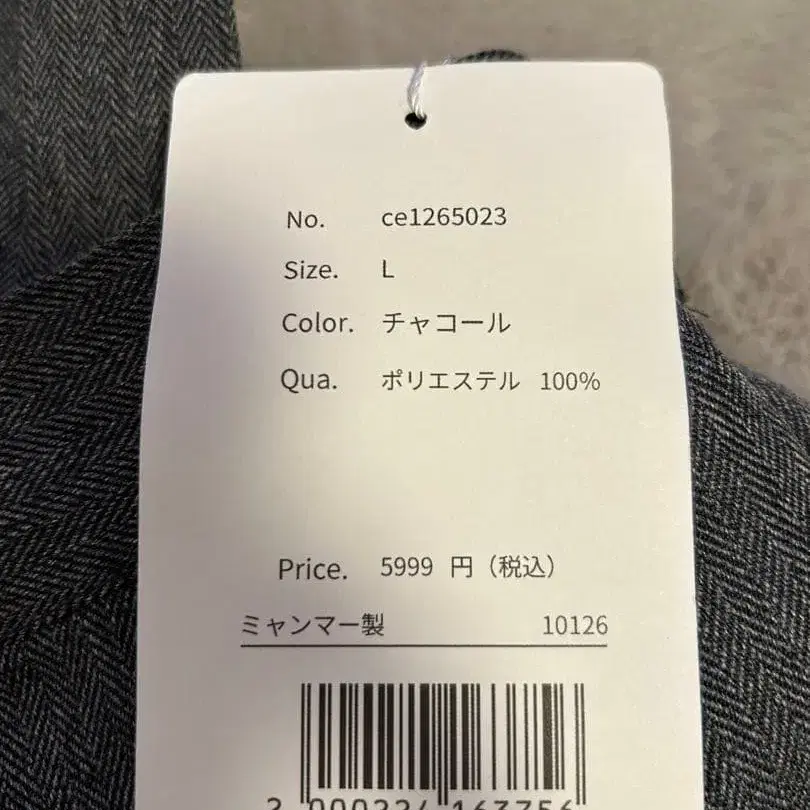 No. ce1265023
Size. L
Color. チャコール
Qua. ポリエステル 100%
Price. 5999 円（税込）
ミャンマー製 10126